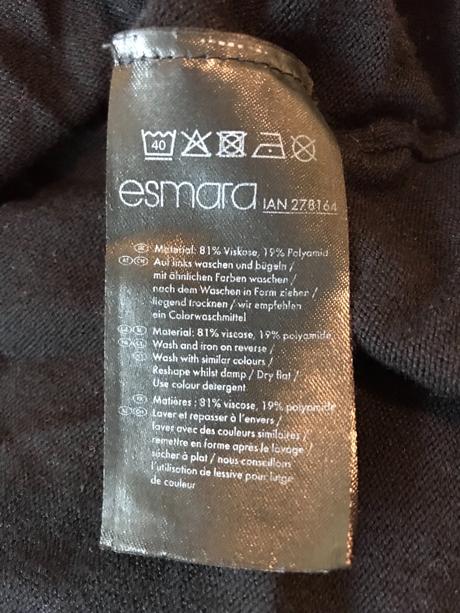 40
esmara IAN 278164
DE Material: 81% Viskose, 19% Polyamid
AT CH Auf links waschen und bügeln /
mit ähnlichen Farben waschen /
nach dem Waschen in Form ziehen /
liegend trocknen / wir empfehlen
ein Colorwaschmittel
Material: 81% viscose, 19% polyamide
Wash and iron on reverse /
Wash with similar colours /
Reshape whilst damp / Dry flat /
Use colour detergent
Matières : 81% viscose, 19% polyamide
Laver et repasser à l'envers /
laver avec des couleurs similaires /
remettre en forme après le lavage
sécher à plat / nous conseillons
l'utilisation de lessive pour linge
de couleur